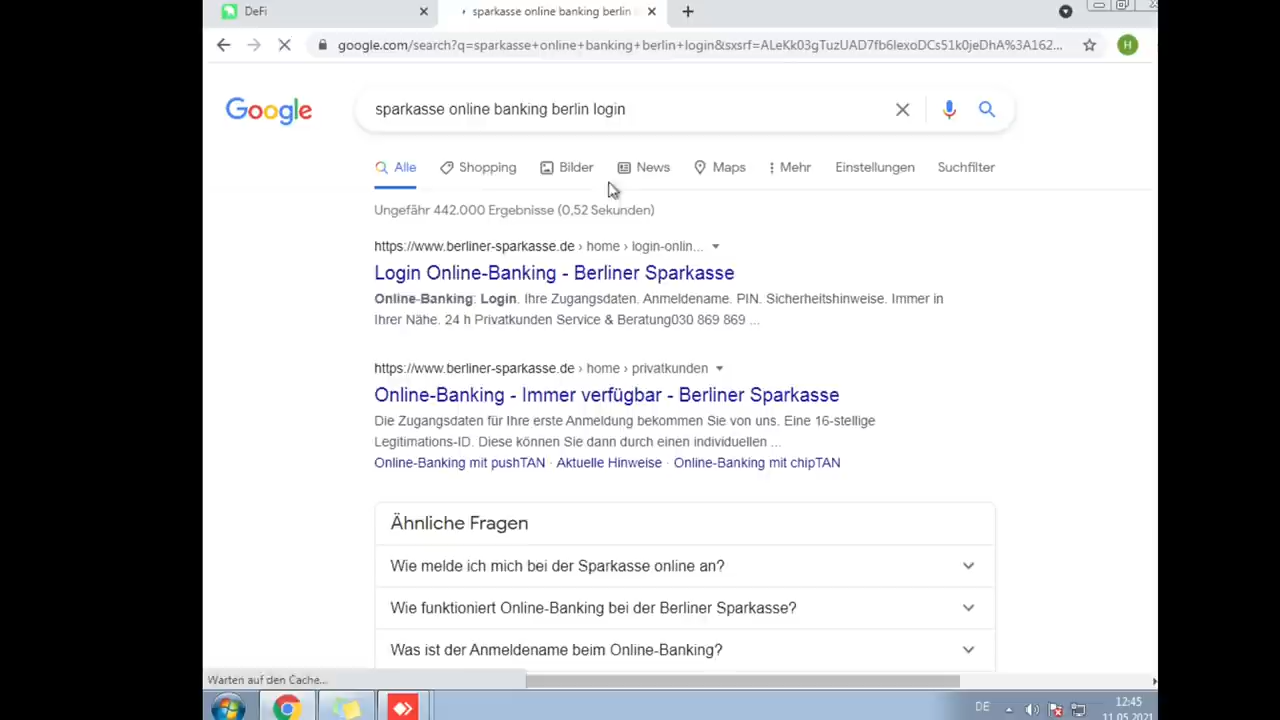 DeFi
sparkasse online banking berlin
google.com/search?q=sparkasse+online+banking+berlin+login&sxsrf=ALeKk03gTuzUAD7fb6lexoDCs51k0jeDhA%3A162...
H
Google
sparkasse online banking berlin login
Alle Shopping Bilder News Maps Mehr Einstellungen Suchfilter
Ungefähr 442.000 Ergebnisse (0,52 Sekunden)
https://www.berliner-sparkasse.de › home › login-onlin...
Login Online-Banking - Berliner Sparkasse
Online-Banking: Login. Ihre Zugangsdaten. Anmeldename. PIN. Sicherheitshinweise. Immer in
Ihrer Nähe. 24 h Privatkunden Service & Beratung030 869 869 ...
https://www.berliner-sparkasse.de › home › privatkunden
Online-Banking - Immer verfügbar - Berliner Sparkasse
Die Zugangsdaten für Ihre erste Anmeldung bekommen Sie von uns. Eine 16-stellige
Legitimations-ID. Diese können Sie dann durch einen individuellen ...
Online-Banking mit pushTAN · Aktuelle Hinweise · Online-Banking mit chipTAN
Ähnliche Fragen
Wie melde ich mich bei der Sparkasse online an?
Wie funktioniert Online-Banking bei der Berliner Sparkasse?
Was ist der Anmeldename beim Online-Banking?
Warten auf den Cache...
DE
12:45
11.05.2021